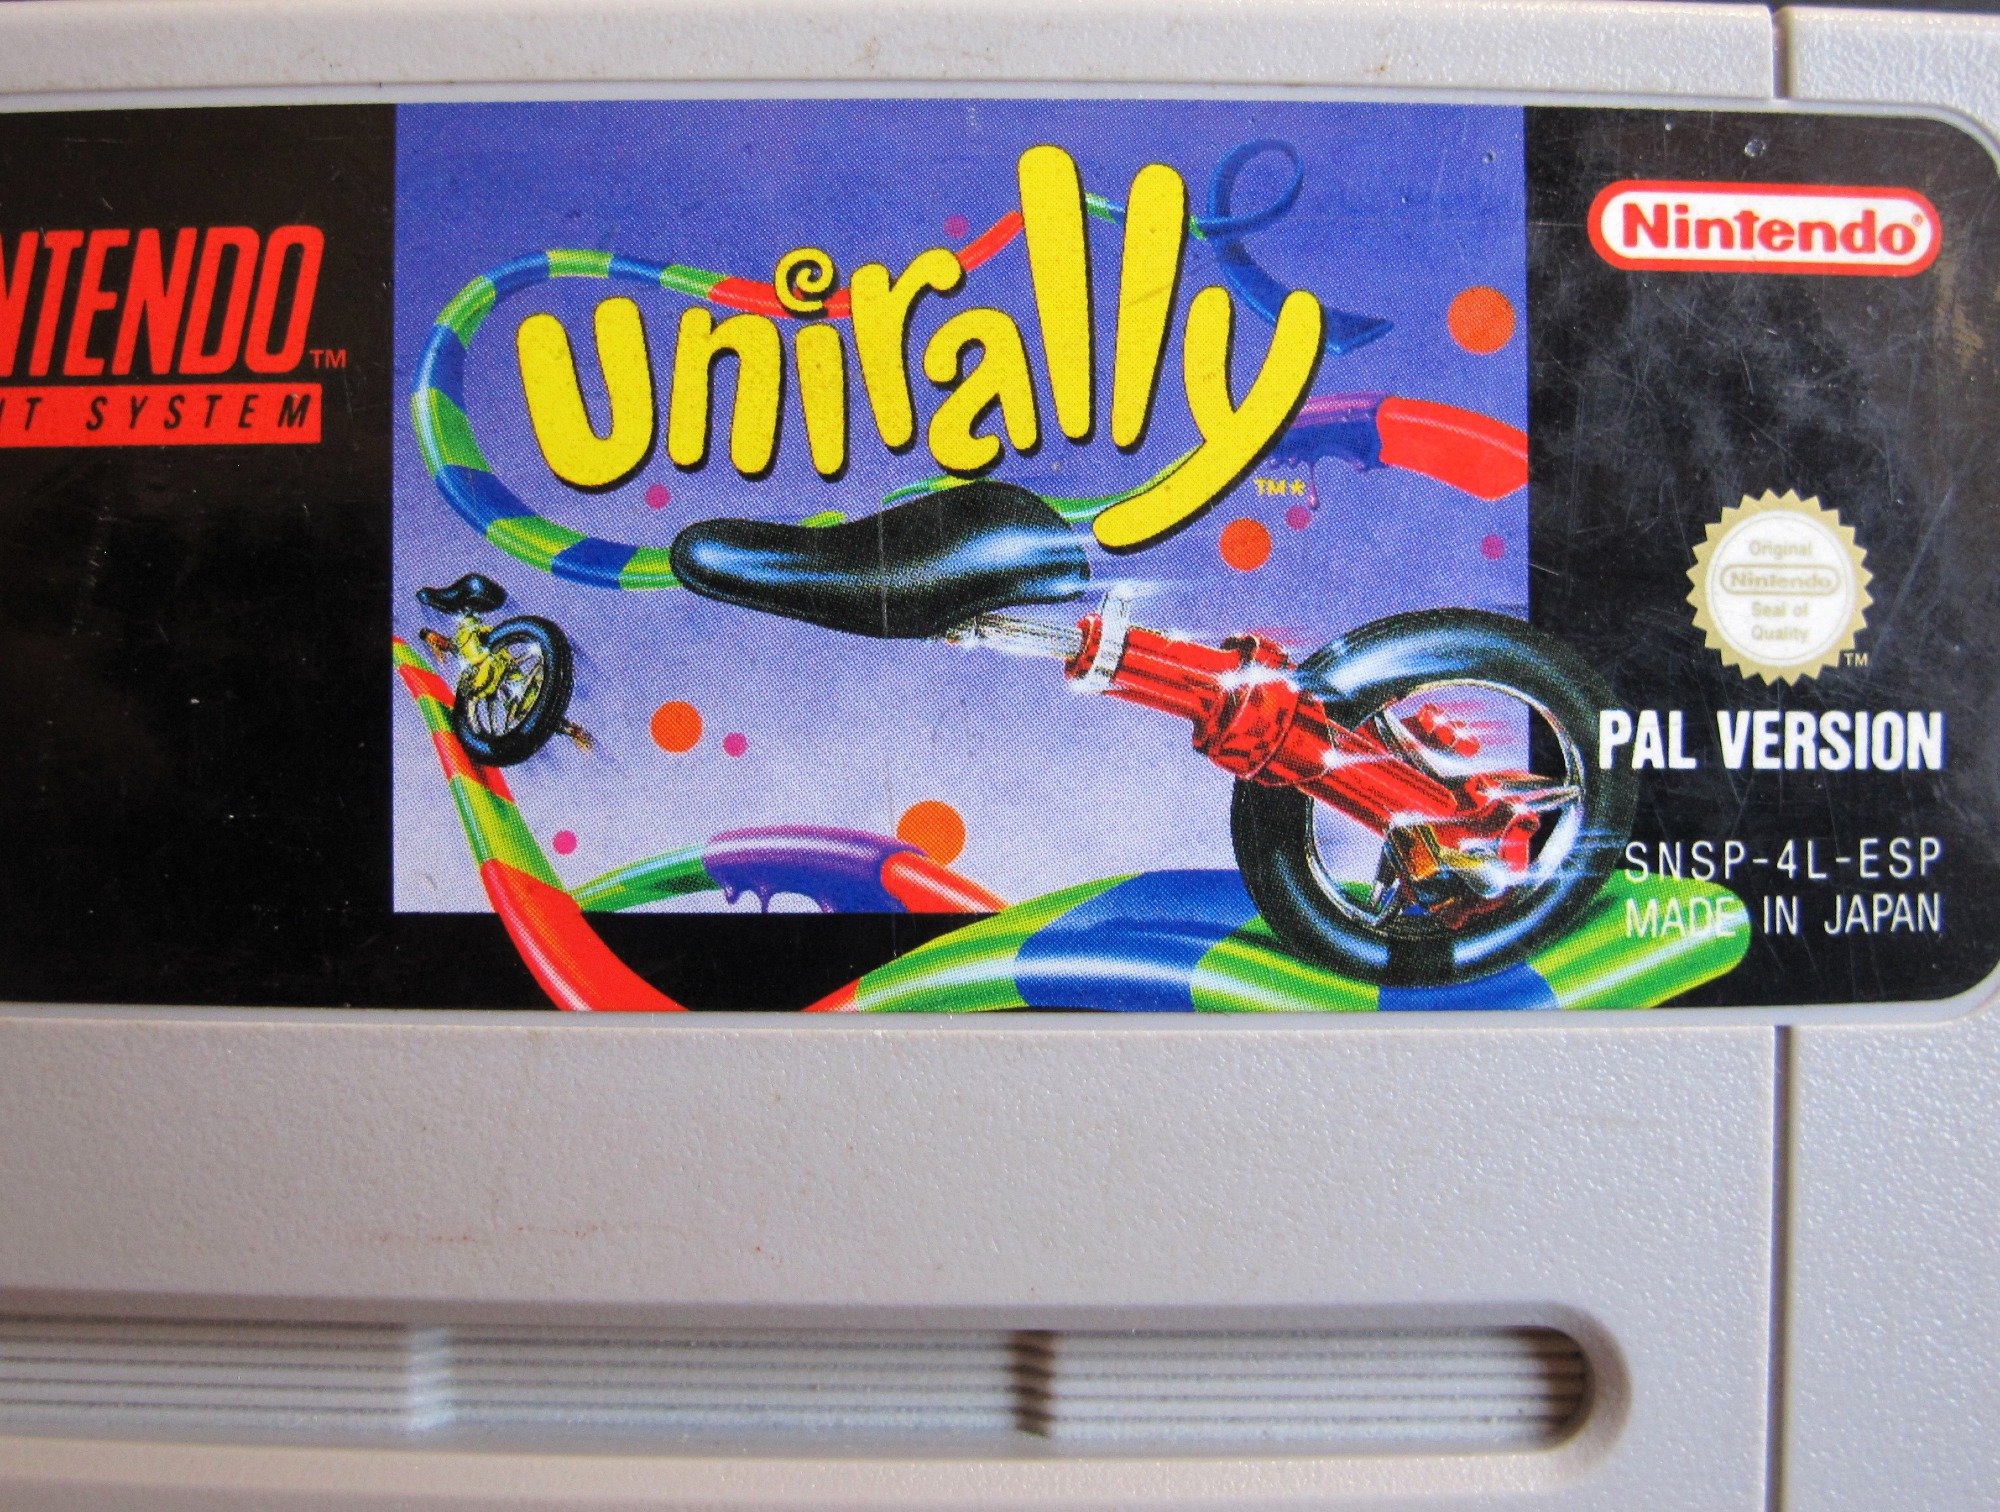 NTENDO TM
IT SYSTEM
unirally
TM*
Nintendo®
Original
Nintendo
Seal of
Quality
TM
PAL VERSION
SNSP-4L-ESP
MADE IN JAPAN